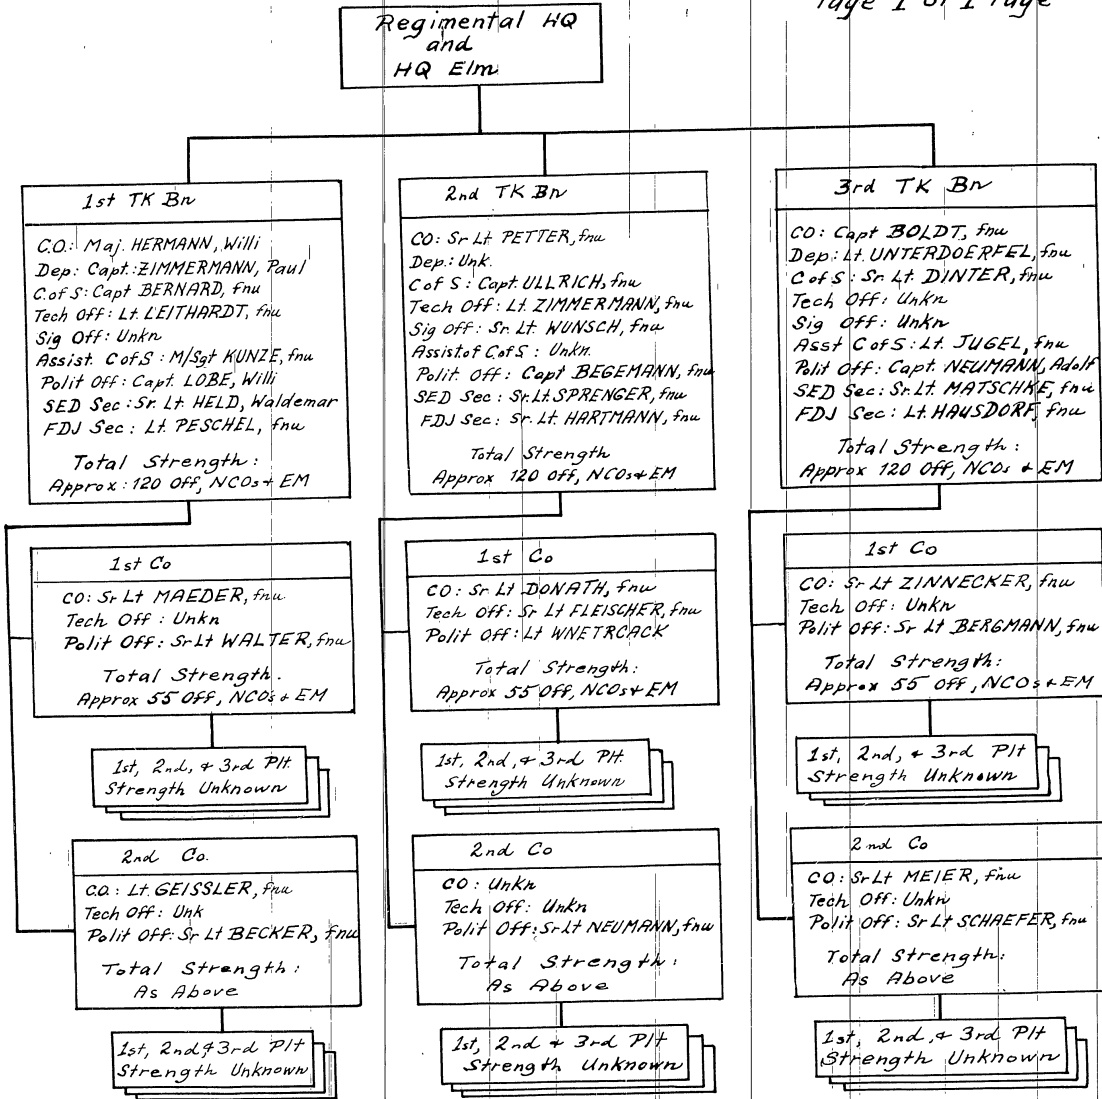 Page 1 of 1 Page
Regimental HQ
and
HQ Elm
1st TK Bn
C.O.: Maj. HERMANN, Willi
Dep: Capt: ZIMMERMANN, Paul
C.of S: Capt BERNARD, fnu
Tech Off: Lt. LEITHARDT, fnu
Sig Off: Unkn
Assist. C of S: M/Sgt KUNZE, fnu
Polit Off: Capt. LOBE, Willi
SED Sec: Sr. Lt. HELD, Waldemar
FDJ Sec: Lt. PESCHEL, fnu
Total Strength:
Approx: 120 Off, NCOs + EM
1st Co
CO: Sr Lt MAEDER, fnu
Tech Off: Unkn
Polit Off: Sr Lt WALTER, fnu
Total Strength.
Approx 55 Off, NCOs + EM
1st, 2nd, + 3rd Plt.
Strength Unknown
2nd Co.
C.O.: Lt. GEISSLER, fnu
Tech Off: Unk
Polit Off: Sr Lt BECKER, fnu
Total Strength:
As Above
1st, 2nd, + 3rd Plt
Strength Unknown
2nd TK Bn
CO: Sr Lt. PETTER, fnu
Dep.: Unk.
C of S: Capt. ULLRICH, fnu
Tech Off: Lt. ZIMMERMANN, fnu
Sig Off: Sr. Lt. WUNSCH, fnu
Assist of C of S: Unkn.
Polit. Off: Capt BEGEMANN, fnu
SED Sec: Sr. Lt. SPRENGER, fnu
FDJ Sec: Sr. Lt. HARTMANN, fnu
Total Strength
Approx 120 Off, NCOs + EM
1st Co
CO: Sr Lt DONATH, fnu
Tech Off: Sr Lt FLEISCHER, fnu
Polit Off: Lt WNETRCACK
Total Strength:
Approx 55 Off, NCOs + EM
1st, 2nd, + 3rd Plt.
Strength Unknown
2nd Co
CO: Unkn
Tech Off: Unkn
Polit Off: Sr Lt NEUMANN, fnu
Total Strength:
As Above
1st, 2nd + 3rd Plt
Strength Unknown
3rd TK Bn
CO: Capt BOLDT, fnu
Dep: Lt. UNTERDOERFEL, fnu
C of S: Sr. Lt. DINTER, fnu
Tech Off: Unkn
Sig Off: Unkn
Asst C of S: Lt. JUGEL, fnu
Polit Off: Capt. NEUMANN, Adolf
SED Sec: Sr. Lt. MATSCHKE, fnu
FDJ Sec: Lt. HAUSDORF, fnu
Total Strength:
Approx 120 Off, NCOs + EM
1st Co
CO: Sr Lt ZINNECKER, fnu
Tech Off: Unkn
Polit Off: Sr Lt BERGMANN, fnu
Total Strength:
Approx 55 Off, NCOs + EM
1st, 2nd, + 3rd Plt
Strength Unknown
2nd Co
CO: Sr Lt MEIER, fnu
Tech Off: Unkn
Polit Off: Sr Lt SCHAEFER, fnu
Total Strength:
As Above
1st, 2nd, + 3rd Plt
Strength Unknown